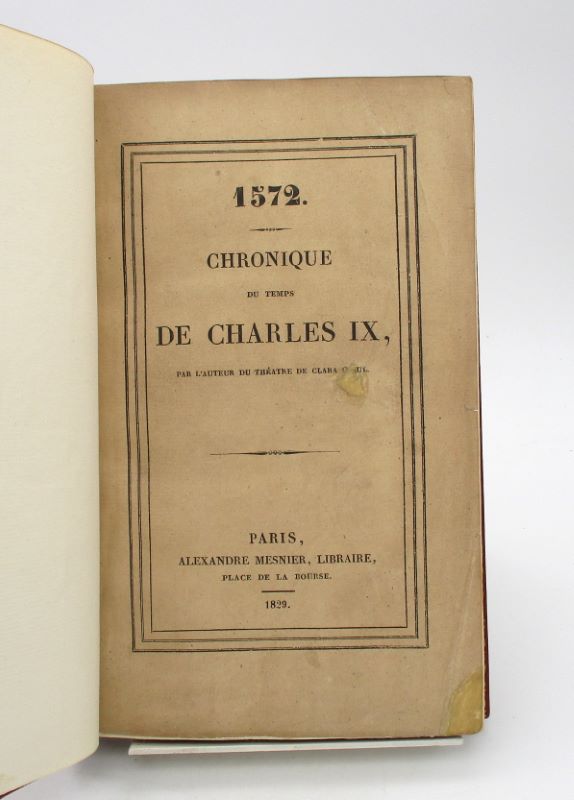 1572.
CHRONIQUE
DU TEMPS
DE CHARLES IX,
PAR L'AUTEUR DU THÉATRE DE CLARA
PARIS,
ALEXANDRE MESNIER, LIBRAIRE,
PLACE DE LA BOURSE.
1829.